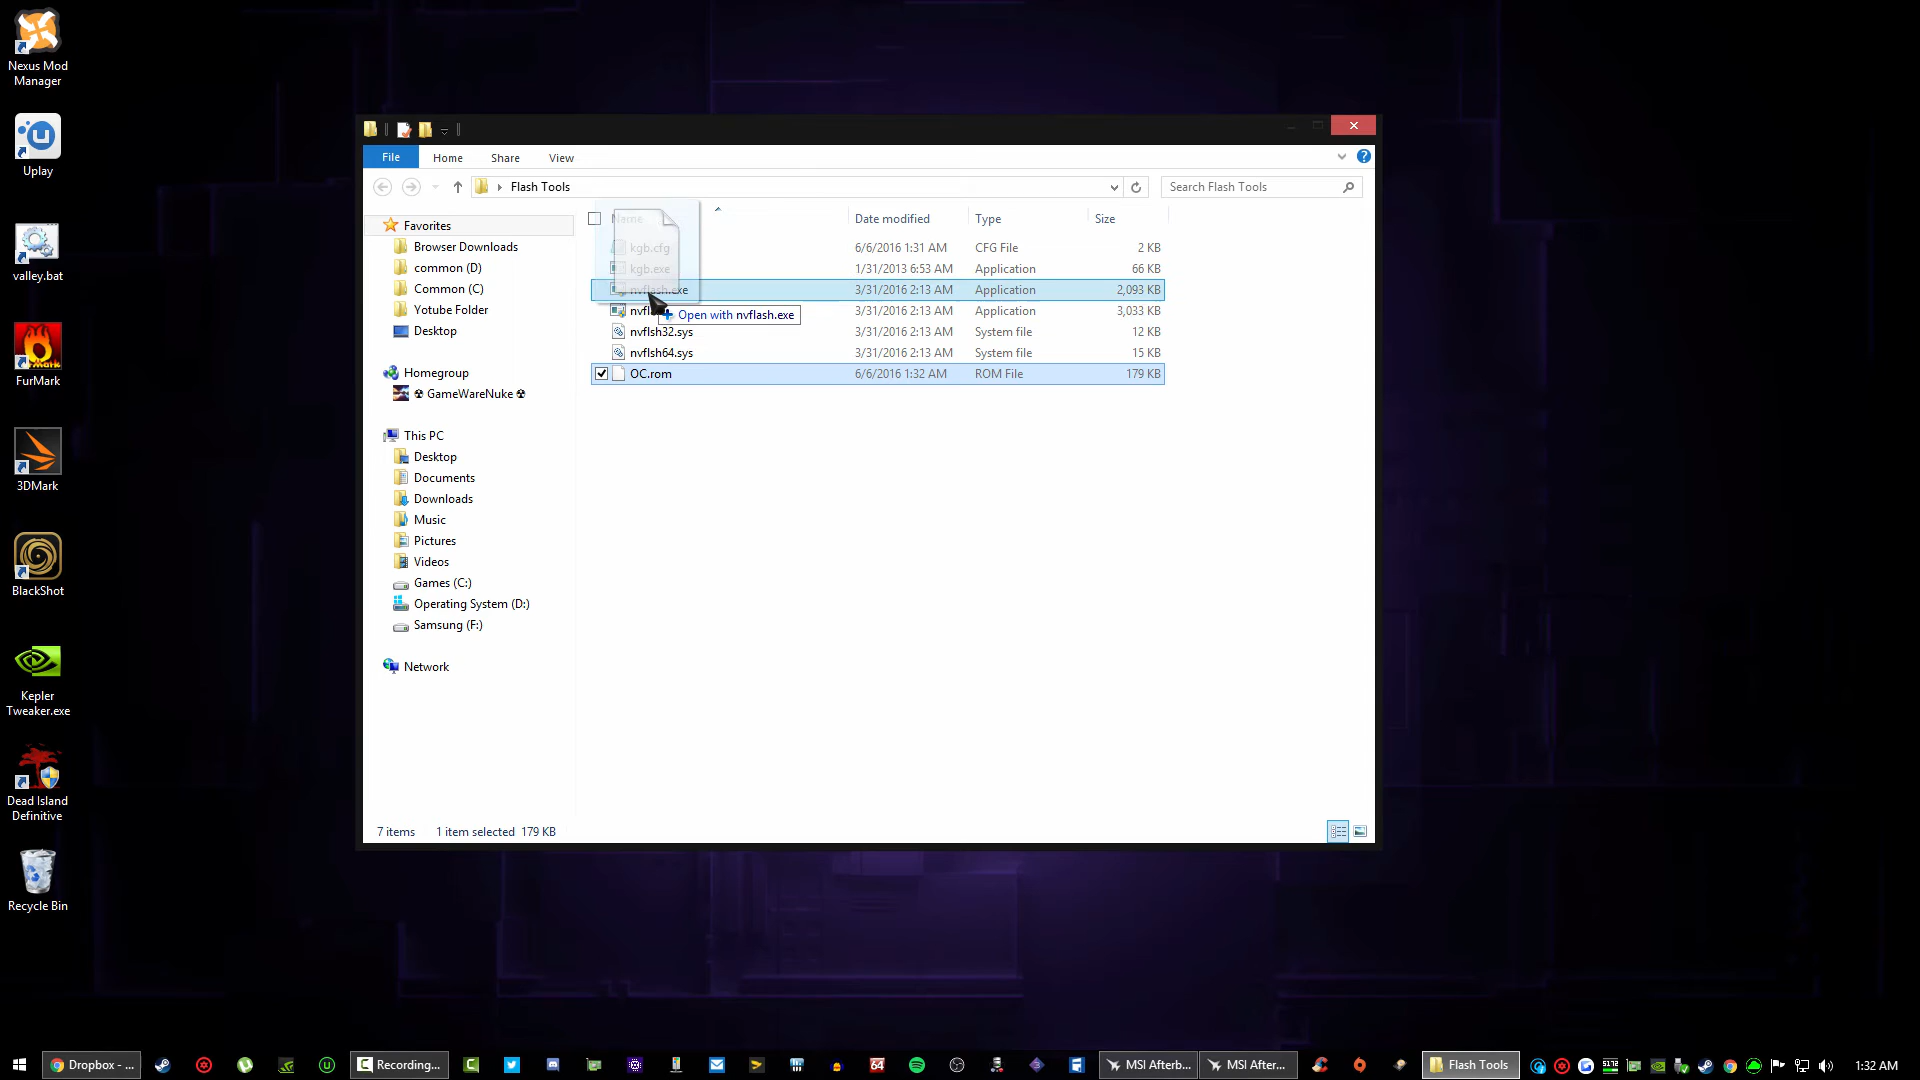 Nexus Mod
Manager
Uplay
valley.bat
FurMark
3DMark
BlackShot
Kepler
Tweaker.exe
Dead Island
Definitive
Recycle Bin
File Home Share View
Flash Tools
Search Flash Tools
Favorites
Browser Downloads
common (D)
Common (C)
Yotube Folder
Desktop
Homegroup
☢ GameWareNuke ☢
This PC
Desktop
Documents
Downloads
Music
Pictures
Videos
Games (C:)
Operating System (D:)
Samsung (F:)
Network
Name Date modified Type Size
kgb.cfg 6/6/2016 1:31 AM CFG File 2 KB
kgb.exe 1/31/2013 6:53 AM Application 66 KB
nvflash.exe 3/31/2016 2:13 AM Application 2,093 KB
3/31/2016 2:13 AM Application 3,033 KB
Open with nvflash.exe
nvflsh32.sys 3/31/2016 2:13 AM System file 12 KB
nvflsh64.sys 3/31/2016 2:13 AM System file 15 KB
OC.rom 6/6/2016 1:32 AM ROM File 179 KB
7 items 1 item selected 179 KB
Dropbox - ...
Recording...
64
MSI Afterb...
MSI After...
Flash Tools
1:32 AM